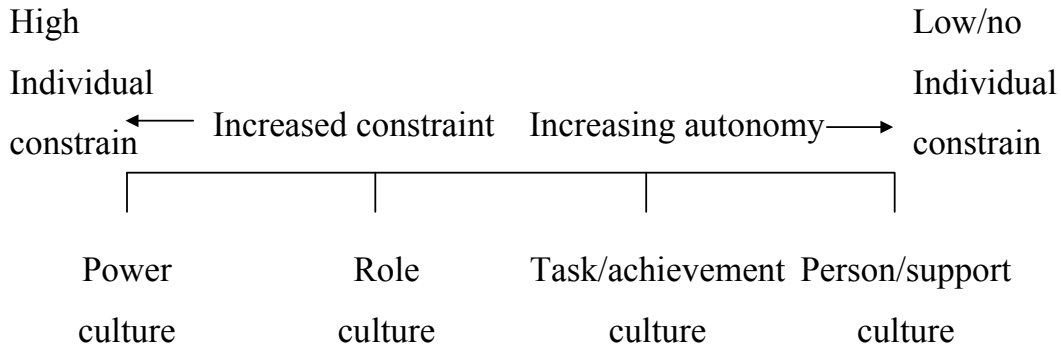 High
Individual
constrain
Increased constraint
Increasing autonomy
Low/no
Individual
constrain
Power
culture
Role
culture
Task/achievement
culture
Person/support
culture